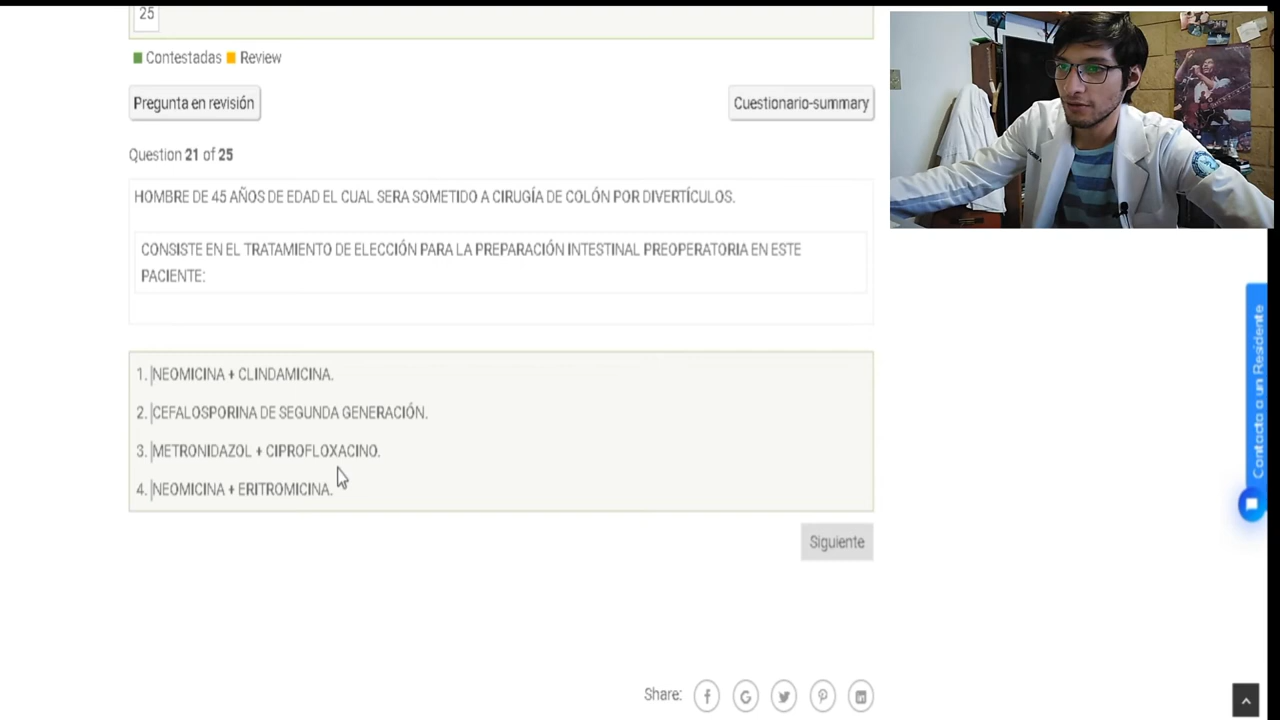 25
Contestadas Review
Pregunta en revisión
Cuestionario-summary
Question 21 of 25
HOMBRE DE 45 AÑOS DE EDAD EL CUAL SERA SOMETIDO A CIRUGÍA DE COLÓN POR DIVERTÍCULOS.
CONSISTE EN EL TRATAMIENTO DE ELECCIÓN PARA LA PREPARACIÓN INTESTINAL PREOPERATORIA EN ESTE
PACIENTE:
1. NEOMICINA + CLINDAMICINA.
2. CEFALOSPORINA DE SEGUNDA GENERACIÓN.
3. METRONIDAZOL + CIPROFLOXACINO.
4. NEOMICINA + ERITROMICINA.
Siguiente
Contacta a un Residente
Share: